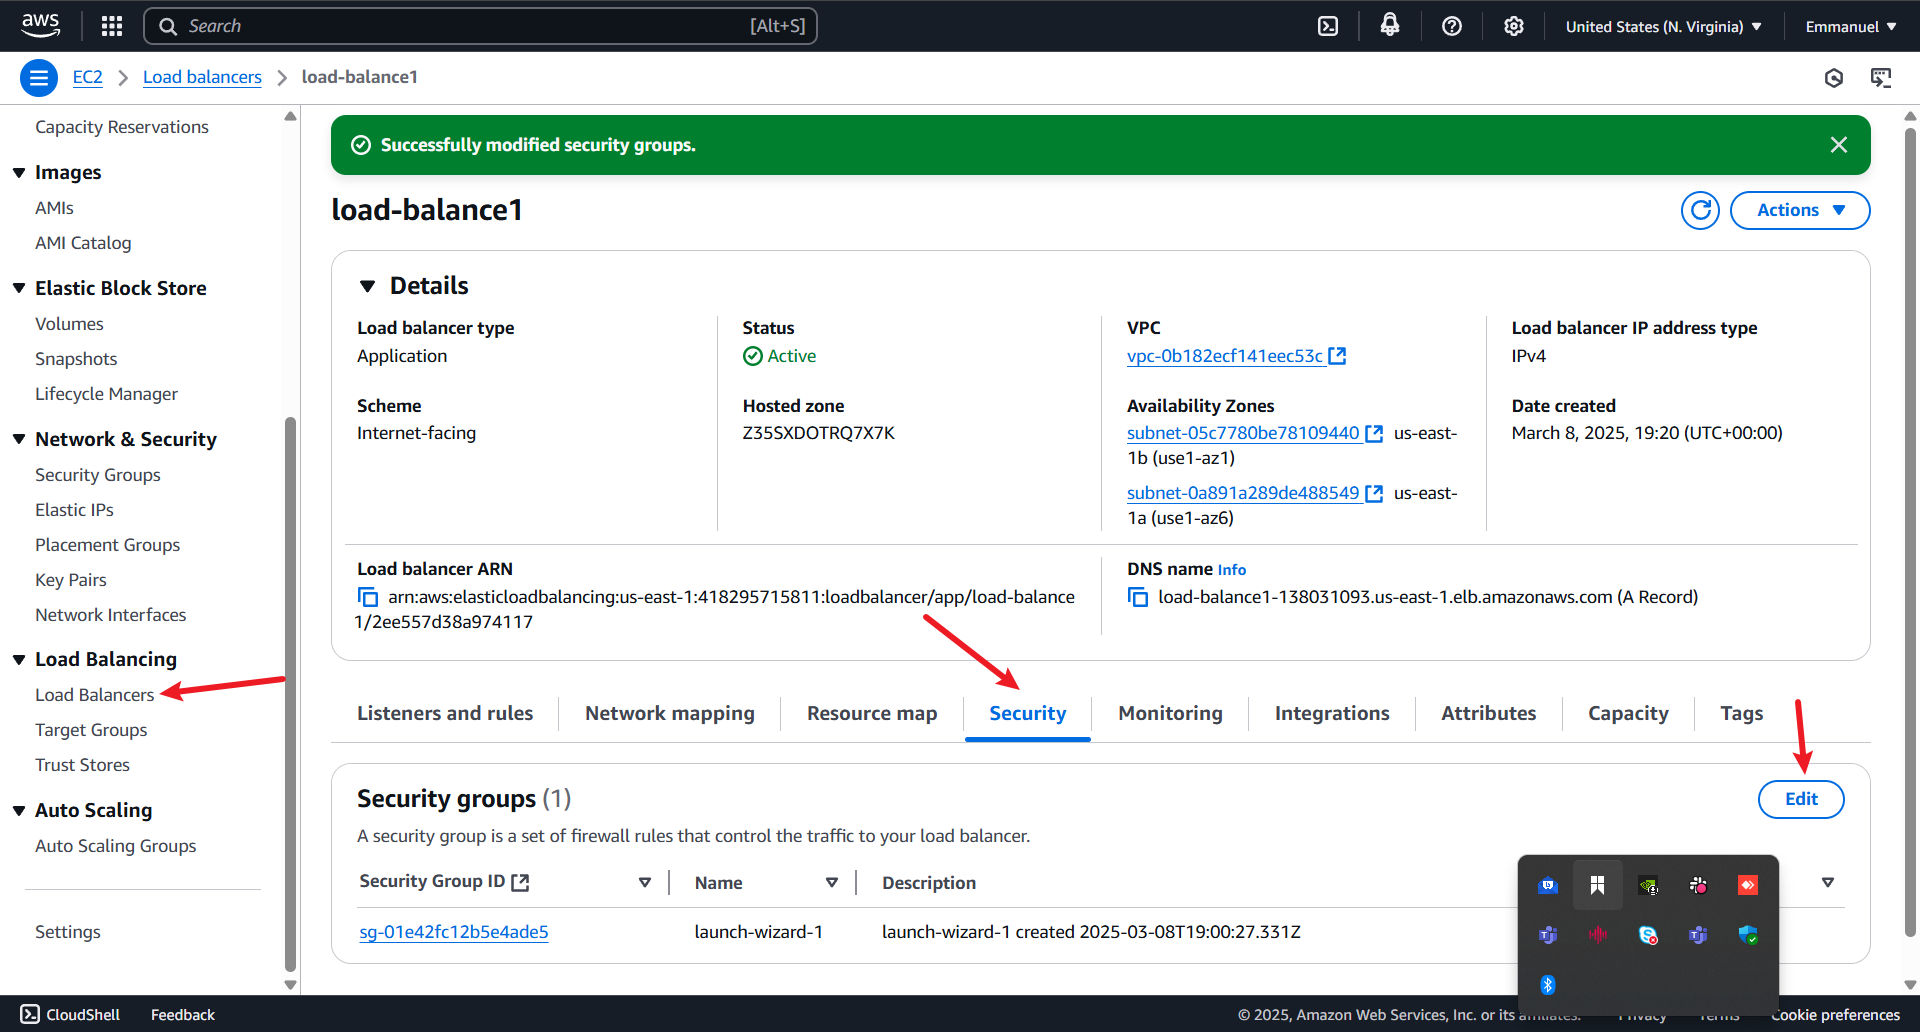 aws
Search
[Alt+S]
United States (N. Virginia)
Emmanuel
EC2
Load balancers
load-balance1
Capacity Reservations
Images
AMIs
AMI Catalog
Elastic Block Store
Volumes
Snapshots
Lifecycle Manager
Network & Security
Security Groups
Elastic IPs
Placement Groups
Key Pairs
Network Interfaces
Load Balancing
Load Balancers
Target Groups
Trust Stores
Auto Scaling
Auto Scaling Groups
Settings
Successfully modified security groups.
load-balance1
Actions
Details
Load balancer type
Application
Status
Active
VPC
vpc-0b182ecf141eec53c
Load balancer IP address type
IPv4
Scheme
Internet-facing
Hosted zone
Z35SXDOTRQ7X7K
Availability Zones
subnet-05c7780be78109440 us-east-
1b (use1-az1)
subnet-0a891a289de488549 us-east-
1a (use1-az6)
Date created
March 8, 2025, 19:20 (UTC+00:00)
Load balancer ARN
arn:aws:elasticloadbalancing:us-east-1:418295715811:loadbalancer/app/load-balance
1/2ee557d38a974117
DNS name Info
load-balance1-138031093.us-east-1.elb.amazonaws.com (A Record)
Listeners and rules
Network mapping
Resource map
Security
Monitoring
Integrations
Attributes
Capacity
Tags
Security groups (1)
Edit
A security group is a set of firewall rules that control the traffic to your load balancer.
Security Group ID
Name
Description
sg-01e42fc12b5e4ade5
launch-wizard-1
launch-wizard-1 created 2025-03-08T19:00:27.331Z
CloudShell
Feedback
© 2025, Amazon Web Services, Inc. or its affiliates.
Privacy
Terms
Cookie preferences